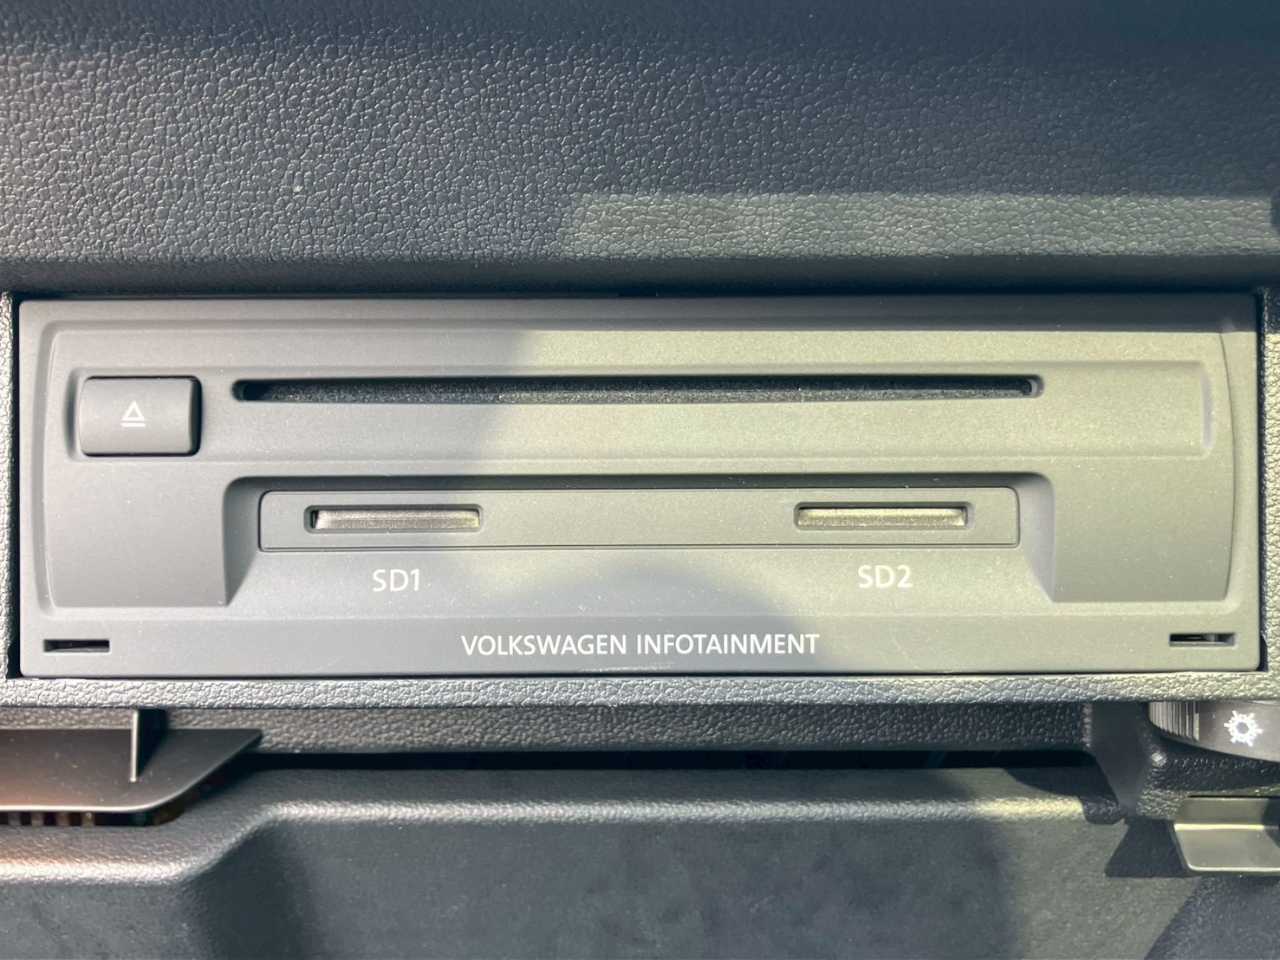 SD1 SD2
VOLKSWAGEN INFOTAINMENT